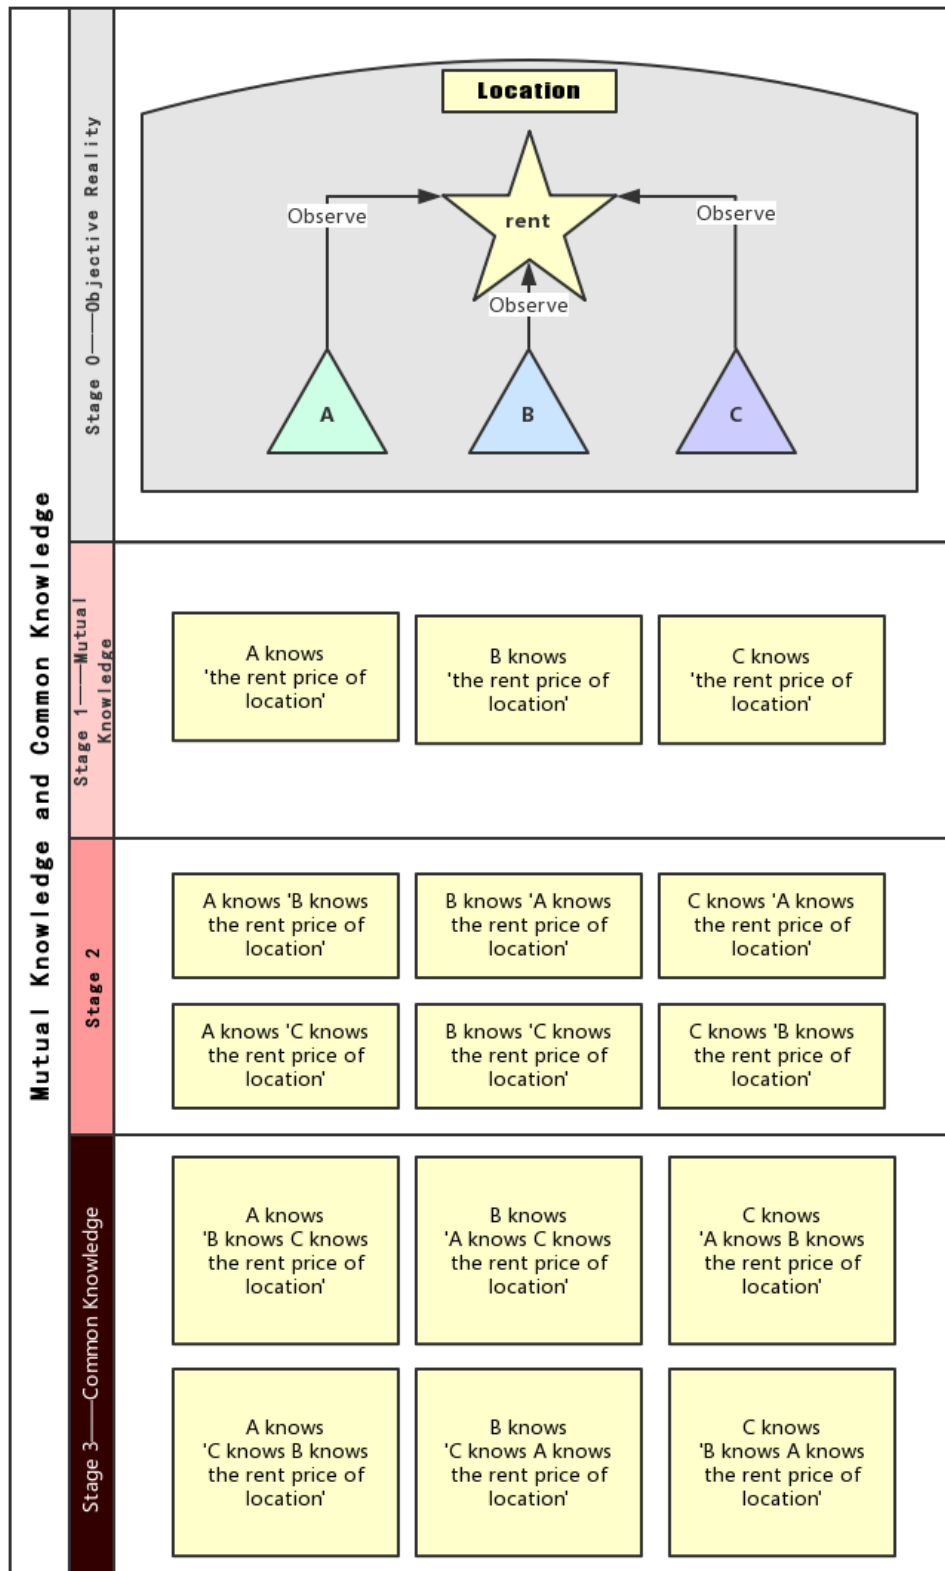 Mutual Knowledge and Common Knowledge
Stage 0——Objective Reality
Location
rent
Observe
Observe
Observe
A
B
C
Stage 1——Mutual
Knowledge
A knows
'the rent price of
location'
B knows
'the rent price of
location'
C knows
'the rent price of
location'
Stage 2
A knows 'B knows
the rent price of
location'
B knows 'A knows
the rent price of
location'
C knows 'A knows
the rent price of
location'
A knows 'C knows
the rent price of
location'
B knows 'C knows
the rent price of
location'
C knows 'B knows
the rent price of
location'
Stage 3——Common Knowledge
A knows
'B knows C knows
the rent price of
location'
B knows
'A knows C knows
the rent price of
location'
C knows
'A knows B knows
the rent price of
location'
A knows
'C knows B knows
the rent price of
location'
B knows
'C knows A knows
the rent price of
location'
C knows
'B knows A knows
the rent price of
location'